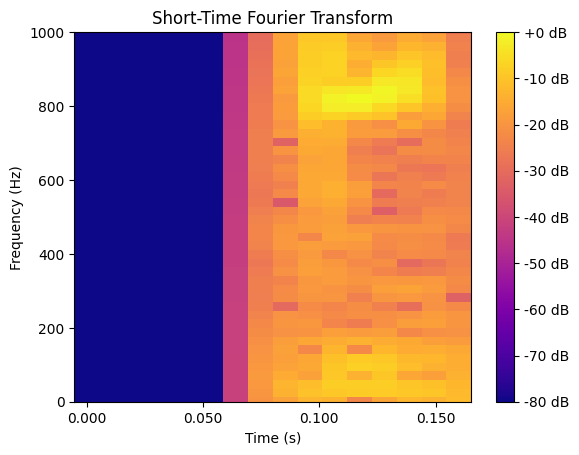 Short-Time Fourier Transform
1000
800
600
400
200
0
Frequency (Hz)
0.000
0.050
0.100
0.150
Time (s)
+0 dB
-10 dB
-20 dB
-30 dB
-40 dB
-50 dB
-60 dB
-70 dB
-80 dB